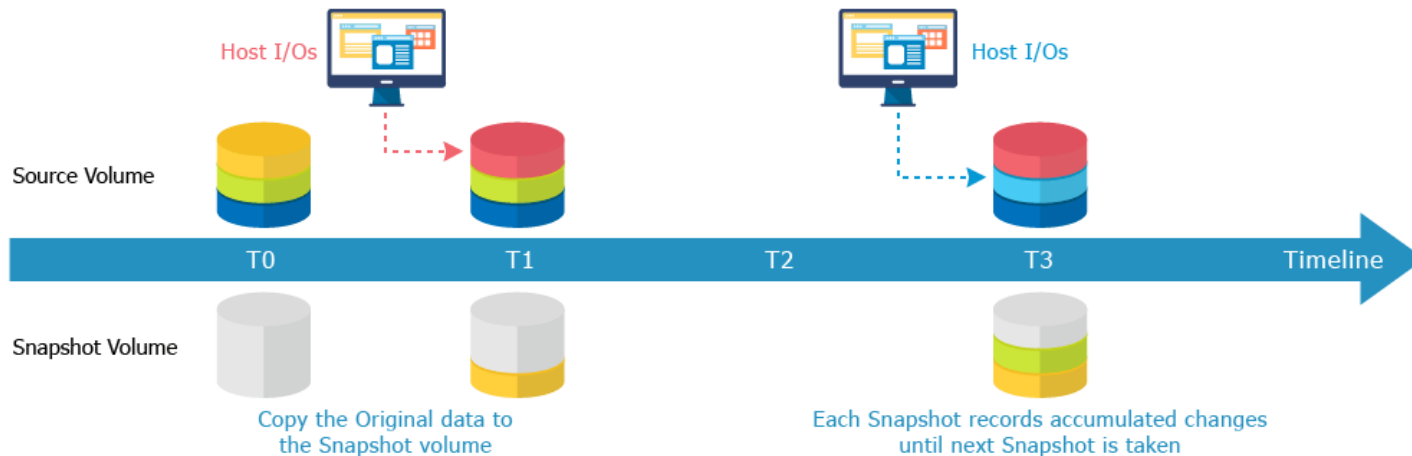 Host I/Os
Host I/Os
Source Volume
T0
T1
T2
T3
Timeline
Snapshot Volume
Copy the Original data to
the Snapshot volume
Each Snapshot records accumulated changes
until next Snapshot is taken